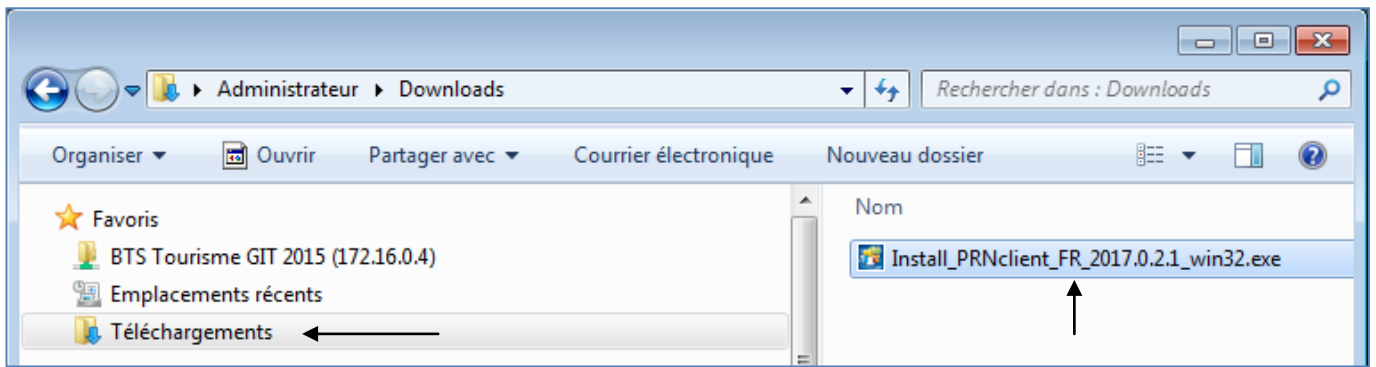 Administrateur Downloads Rechercher dans : Downloads
Organiser Ouvrir Partager avec Courrier électronique Nouveau dossier
Favoris
BTS Tourisme GIT 2015 (172.16.0.4)
Emplacements récents
Téléchargements
Nom
Install_PRNclient_FR_2017.0.2.1_win32.exe